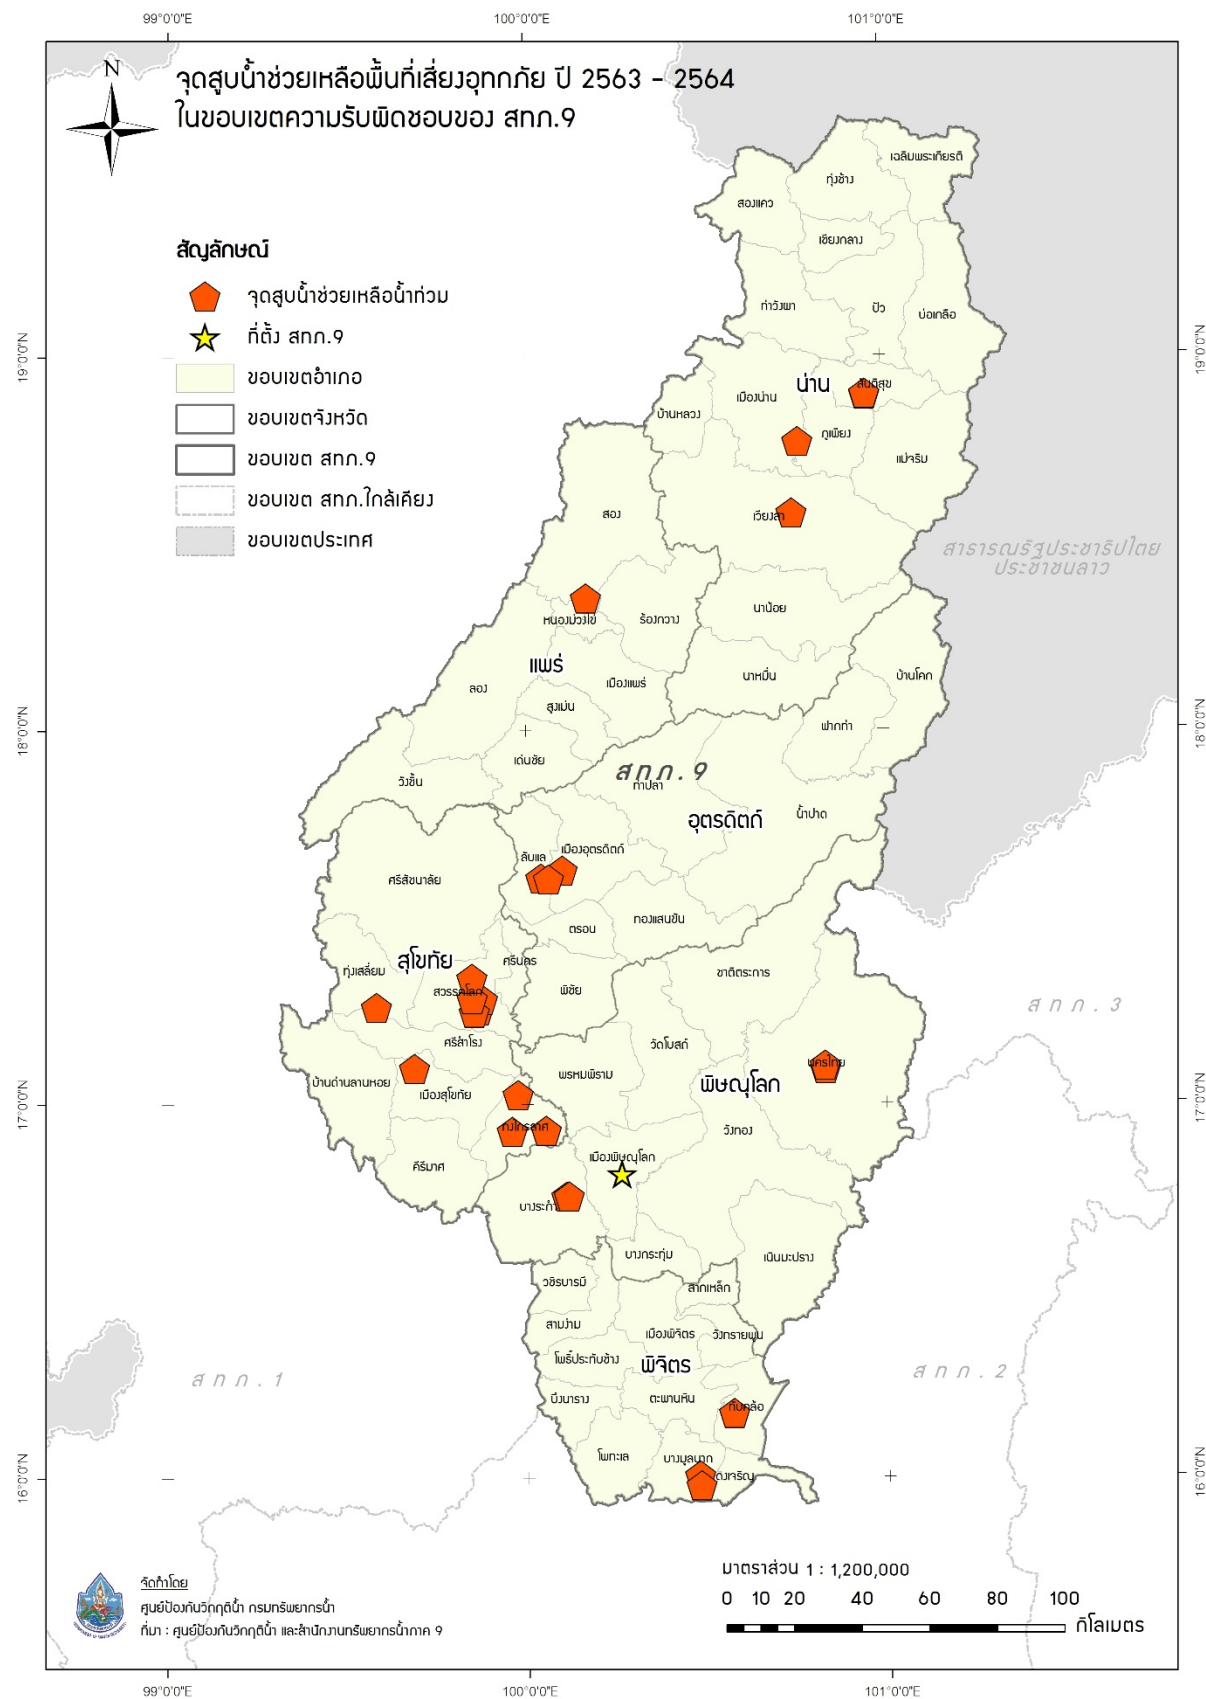 99°0'0"E
100°0'0"E
101°0'0"E
N
จุดสูบน้ำช่วยเหลือพื้นที่เสี่ยงอุทกภัย ปี 2563 - 2564
ในขอบเขตความรับผิดชอบของ สทภ.9
สัญลักษณ์
จุดสูบน้ำช่วยเหลือน้ำท่วม
ที่ตั้ง สทภ.9
ขอบเขตอำเภอ
ขอบเขตจังหวัด
ขอบเขต สทภ.9
ขอบเขต สทภ.ใกล้เคียง
ขอบเขตประเทศ
19°0'0"N
19°0'0"N
18°0'0"N
18°0'0"N
17°0'0"N
17°0'0"N
16°0'0"N
16°0'0"N
เฉลิมพระเกียรติ
ทุ่งช้าง
สองแคว
เชียงกลาง
ท่าวังผา
ปัว
บ่อเกลือ
น่าน
สันติสุข
เมืองน่าน
บ้านหลวง
ภูเพียง
แม่จริม
เวียงสา
สาธารณรัฐประชาธิปไตย
ประชาชนลาว
สอง
หนองม่วงไข่
ร้องกวาง
นาน้อย
แพร่
เมืองแพร่
นาหมื่น
บ้านโคก
ลอง
สูงเม่น
ฟากท่า
เด่นชัย
สทภ.9
ท่าปลา
วังชิ้น
อุตรดิตถ์
น้ำปาด
ลับแล
เมืองอุตรดิตถ์
ศรีสัชนาลัย
ตรอน
ทองแสนขัน
สุโขทัย
ศรีนคร
ทุ่งเสลี่ยม
ชาติตระการ
สวรรคโลก
พิชัย
สทภ.3
ศรีสำโรง
วัดโบสถ์
นครไทย
พรหมพิราม
พิษณุโลก
บ้านด่านลานหอย
เมืองสุโขทัย
กงไกรลาศ
วังทอง
คีรีมาศ
เมืองพิษณุโลก
บางระกำ
บางกระทุ่ม
เนินมะปราง
วชิรบารมี
สากเหล็ก
สามง่าม
เมืองพิจิตร
วังทรายพูน
โพธิ์ประทับช้าง
พิจิตร
สทภ.1
สทภ.2
บึงนาราง
ตะพานหิน
ทับคล้อ
โพทะเล
บางมูลนาก
ดงเจริญ
จัดทำโดย
ศูนย์ป้องกันวิกฤติน้ำ กรมทรัพยากรน้ำ
ที่มา : ศูนย์ป้องกันวิกฤติน้ำ และสำนักงานทรัพยากรน้ำภาค 9
มาตราส่วน 1 : 1,200,000
0 10 20 40 60 80 100
กิโลเมตร
99°0'0"E
100°0'0"E
101°0'0"E